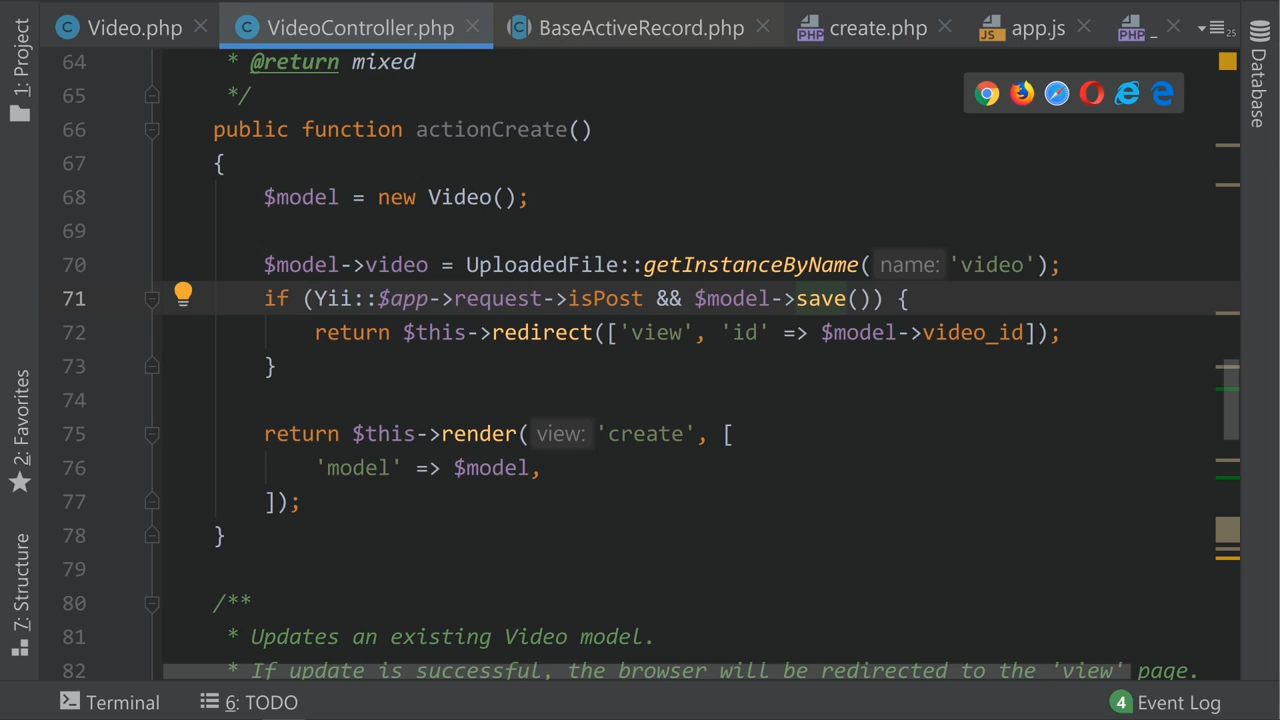 Video.php VideoController.php BaseActiveRecord.php create.php app.js _ 25
1: Project
2: Favorites
7: Structure
Database
64 * @return mixed
65 */
66 public function actionCreate()
67 {
68 $model = new Video();
69
70 $model->video = UploadedFile::getInstanceByName( name: 'video');
71 if (Yii::$app->request->isPost && $model->save()) {
72 return $this->redirect(['view', 'id' => $model->video_id]);
73 }
74
75 return $this->render( view: 'create', [
76 'model' => $model,
77 ]);
78 }
79
80 /**
81 * Updates an existing Video model.
82 * If update is successful, the browser will be redirected to the 'view' page.
Terminal 6: TODO 4 Event Log